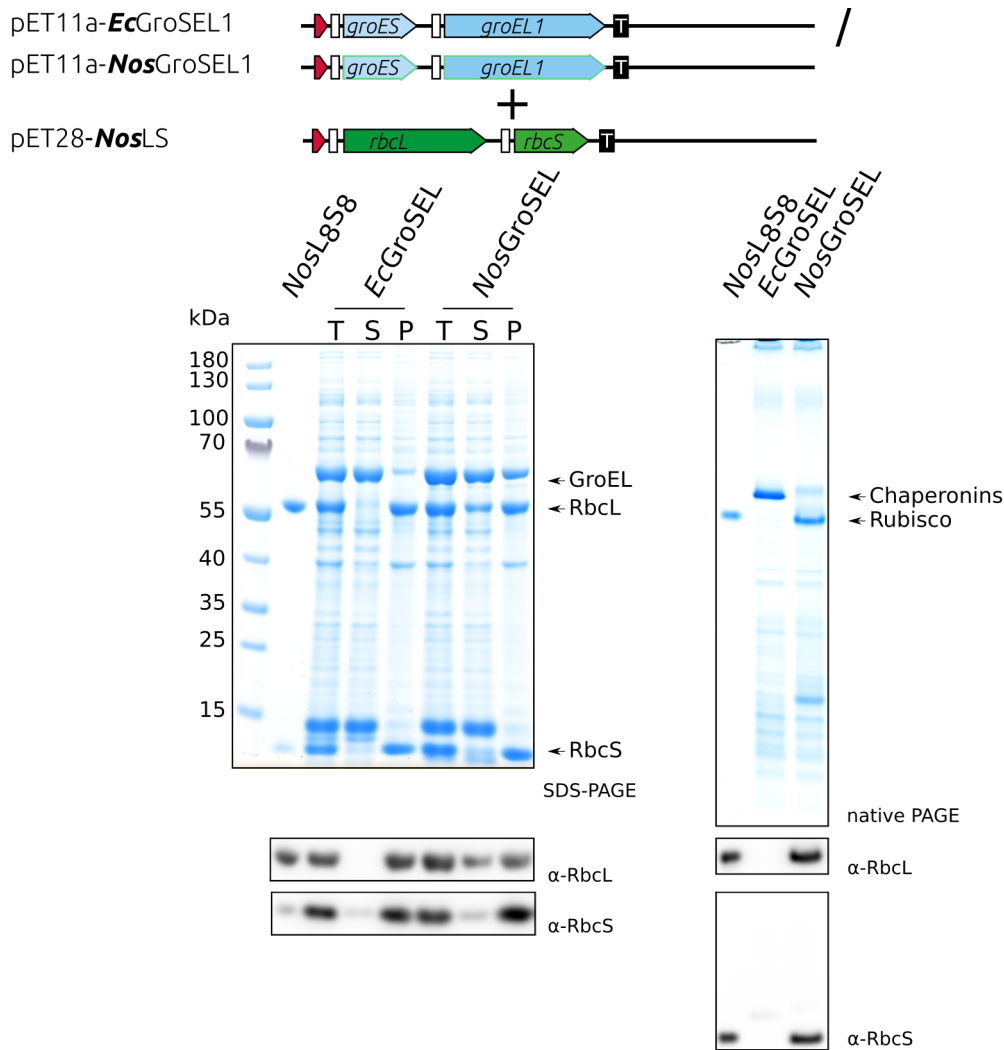 pET11a-EcGroSEL1
groES groEL1 T /
pET11a-NosGroSEL1
groES groEL1 T
+
pET28-NosLS
rbcL rbcS T
NosL8S8 EcGroSEL NosGroSEL
NosL8S8 EcGroSEL NosGroSEL
kDa
T S P T S P
180
130
100
70
55
40
35
25
15
GroEL
RbcL
RbcS
SDS-PAGE
Chaperonins
Rubisco
native PAGE
α-RbcL
α-RbcS
α-RbcL
α-RbcS